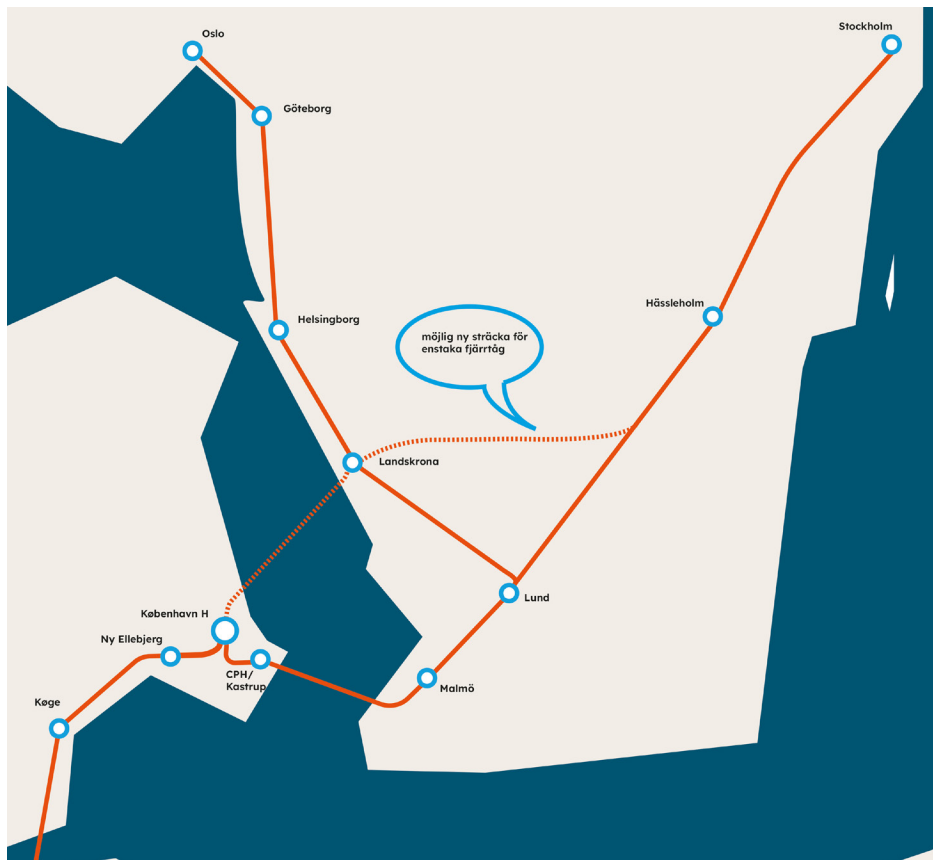 Stockholm
Oslo
Göteborg
Hässleholm
Helsingborg
möjlig ny sträcka för
enstaka fjärrtåg
Landskrona
Lund
København H
Ny Ellebjerg
CPH/
Kastrup
Malmö
Køge